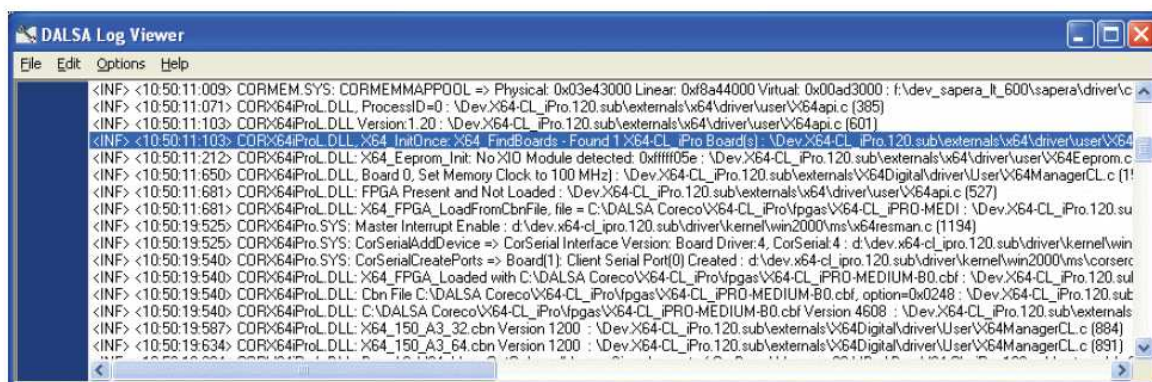 DALSA Log Viewer
File Edit Options Help
<INF> <10:50:11:009> CORMEM.SYS: CORMEMMAPPOOL => Physical: 0x03e43000 Linear: 0xf8a44000 Virtual: 0x00ad3000 : f:\dev_sapera_lt_600\sapera\driver\c
<INF> <10:50:11:071> CORX64iProL.DLL, ProcessID=0 : \Dev.X64-CL_iPro.120.sub\externals\x64\driver\user\X64api.c (385)
<INF> <10:50:11:103> CORX64iProL.DLL Version:1.20 : \Dev.X64-CL_iPro.120.sub\externals\x64\driver\user\X64api.c (601)
<INF> <10:50:11:103> CORX64iProL.DLL, X64_InitOnce: X64_FindBoards - Found 1 X64-CL_iPro Board(s) : \Dev.X64-CL_iPro.120.sub\externals\x64\driver\user\X64
<INF> <10:50:11:212> CORX64iProL.DLL: X64_Eeprom_Init: No XIO Module detected: 0xfffff05e : \Dev.X64-CL_iPro.120.sub\externals\x64\driver\user\X64Eeprom.c
<INF> <10:50:11:650> CORX64iProL.DLL, Board 0, Set Memory Clock to 100 MHz) : \Dev.X64-CL_iPro.120.sub\externals\X64Digital\driver\User\X64ManagerCL.c (15
<INF> <10:50:11:681> CORX64iProL.DLL: FPGA Present and Not Loaded : \Dev.X64-CL_iPro.120.sub\externals\x64\driver\user\X64api.c (527)
<INF> <10:50:11:681> CORX64iProL.DLL: X64_FPGA_LoadFromCbnFile, file = C:\DALSA Coreco\X64-CL_iPro\fpgas\X64-CL_iPRO-MEDI : \Dev.X64-CL_iPro.120.su
<INF> <10:50:19:525> CORX64iPro.SYS: Master Interrupt Enable : d:\dev.x64-cl_ipro.120.sub\driver\kernel\win2000\ms\x64resman.c (1194)
<INF> <10:50:19:525> CORX64iPro.SYS: CorSerialAddDevice => CorSerial Interface Version: Board Driver:4, CorSerial:4 : d:\dev.x64-cl_ipro.120.sub\driver\kernel\win
<INF> <10:50:19:540> CORX64iPro.SYS: CorSerialCreatePorts => Board(1): Client Serial Port(0) Created : d:\dev.x64-cl_ipro.120.sub\driver\kernel\win2000\ms\corserc
<INF> <10:50:19:540> CORX64iProL.DLL: X64_FPGA_Loaded with C:\DALSA Coreco\X64-CL_iPro\fpgas\X64-CL_iPRO-MEDIUM-B0.cbf : \Dev.X64-CL_iPro.120.sul
<INF> <10:50:19:540> CORX64iProL.DLL: Cbn File C:\DALSA Coreco\X64-CL_iPro\fpgas\X64-CL_iPRO-MEDIUM-B0.cbf, option=0x0248 : \Dev.X64-CL_iPro.120.sub
<INF> <10:50:19:540> CORX64iProL.DLL: C:\DALSA Coreco\X64-CL_iPro\fpgas\X64-CL_iPRO-MEDIUM-B0.cbf Version 4608 : \Dev.X64-CL_iPro.120.sub\externals
<INF> <10:50:19:587> CORX64iProL.DLL: X64_150_A3_32.cbn Version 1200 : \Dev.X64-CL_iPro.120.sub\externals\X64Digital\driver\User\X64ManagerCL.c (884)
<INF> <10:50:19:634> CORX64iProL.DLL: X64_150_A3_64.cbn Version 1200 : \Dev.X64-CL_iPro.120.sub\externals\X64Digital\driver\User\X64ManagerCL.c (891)